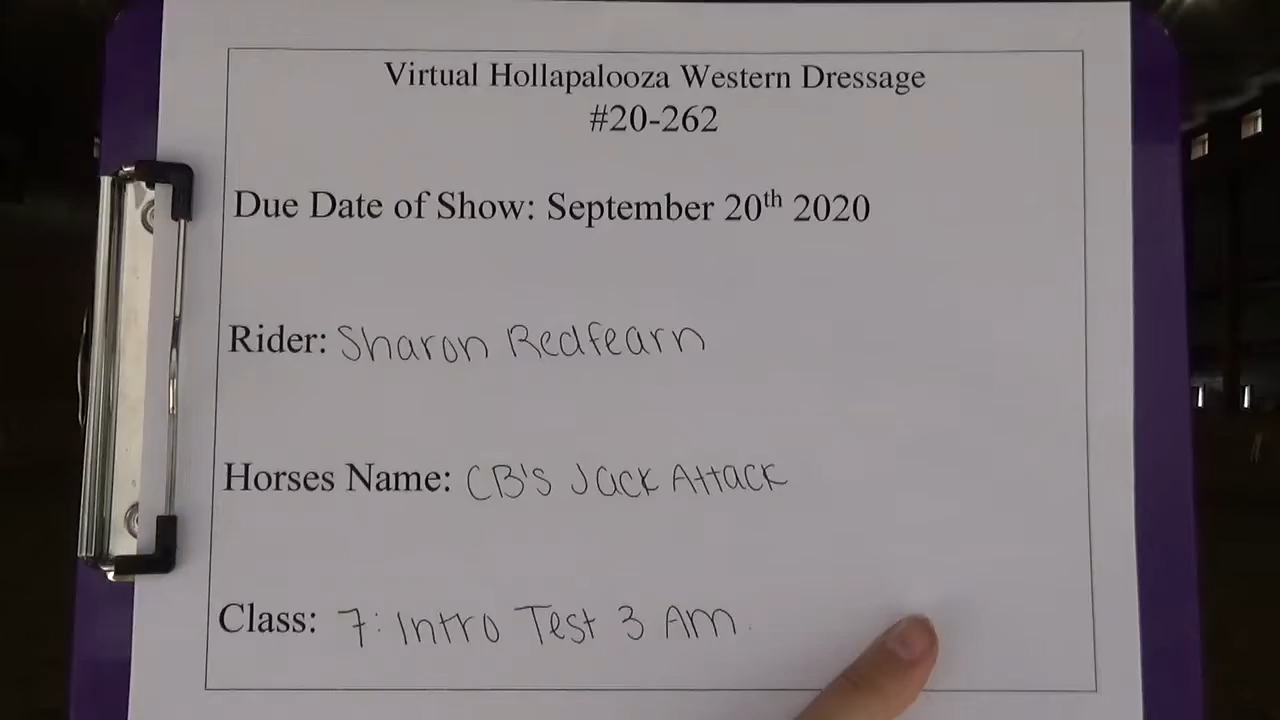 Virtual Hollapalooza Western Dressage
#20-262
Due Date of Show: September 20th 2020
Rider: Sharon Redfearn
Horses Name: CB's Jack Attack
Class: 7: Intro Test 3 Am.